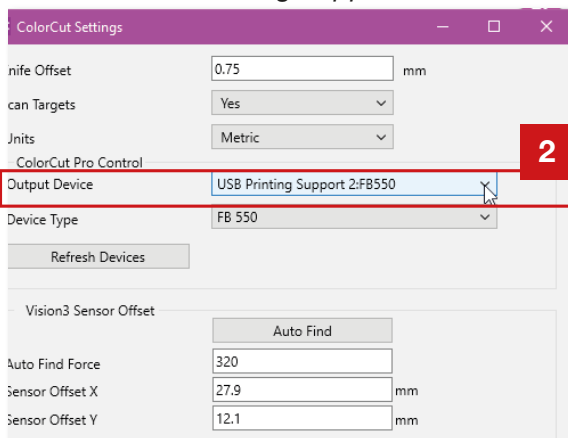 ColorCut Settings
nife Offset 0.75 mm
can Targets Yes
Units Metric
ColorCut Pro Control
2
Output Device USB Printing Support 2:FB550
Device Type FB 550
Refresh Devices
Vision3 Sensor Offset
Auto Find
Auto Find Force 320
Sensor Offset X 27.9 mm
Sensor Offset Y 12.1 mm